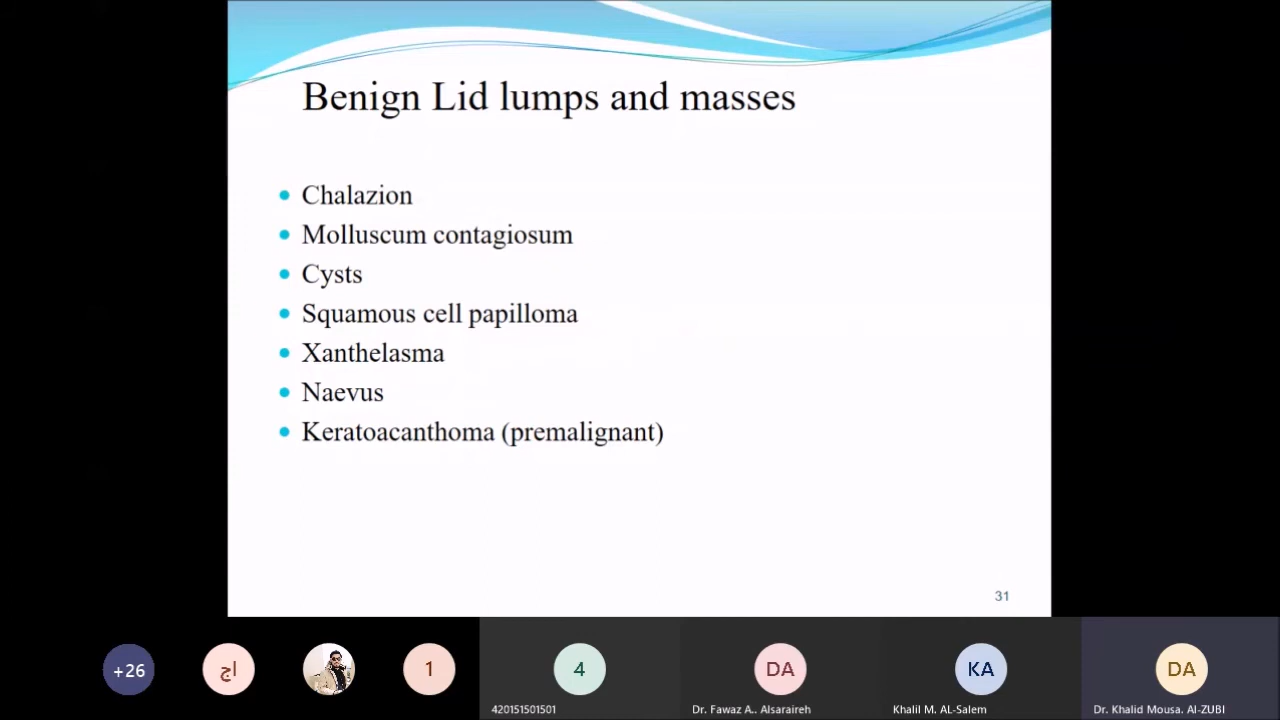 Benign Lid lumps and masses
Chalazion
Molluscum contagiosum
Cysts
Squamous cell papilloma
Xanthelasma
Naevus
Keratoacanthoma (premalignant)
31
+26
اج
1
4
DA
KA
DA
420151501501
Dr. Fawaz A.. Alsaraireh
Khalil M. AL-Salem
Dr. Khalid Mousa. Al-ZUBI